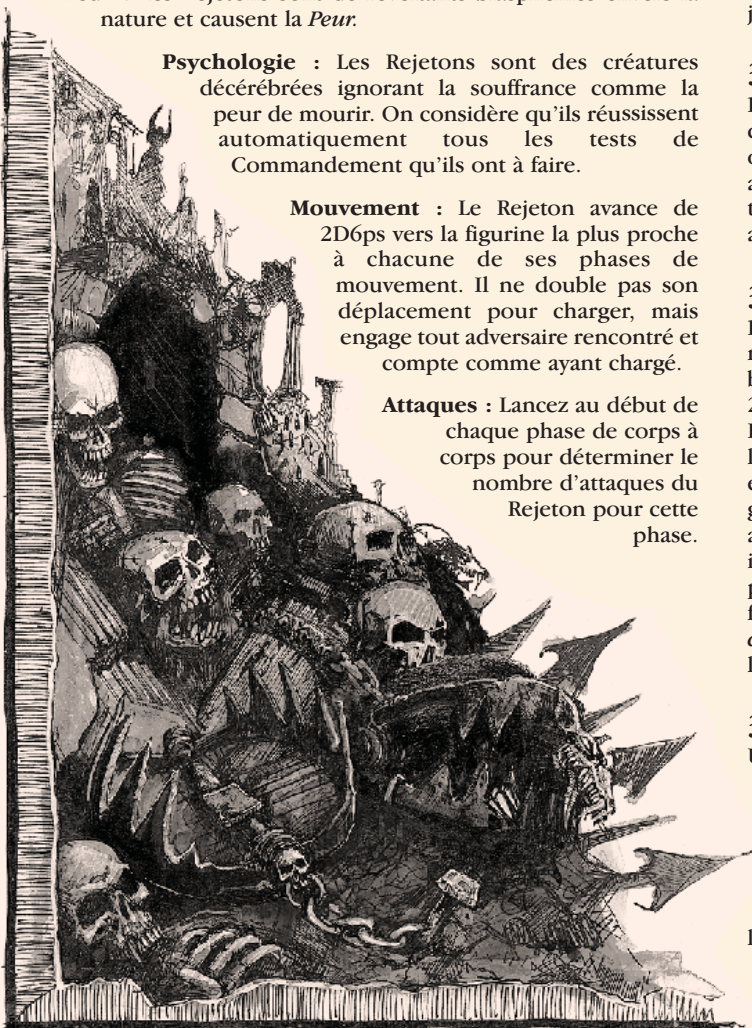 nature et causent la Peur.
Psychologie : Les Rejetons sont des créatures
décérébrées ignorant la souffrance comme la
peur de mourir. On considère qu'ils réussissent
automatiquement tous les tests de
Commandement qu'ils ont à faire.
Mouvement : Le Rejeton avance de
2D6ps vers la figurine la plus proche
à chacune de ses phases de
mouvement. Il ne double pas son
déplacement pour charger, mais
engage tout adversaire rencontré et
compte comme ayant chargé.
Attaques : Lancez au début de
chaque phase de corps à
corps pour déterminer le
nombre d'attaques du
Rejeton pour cette
phase.